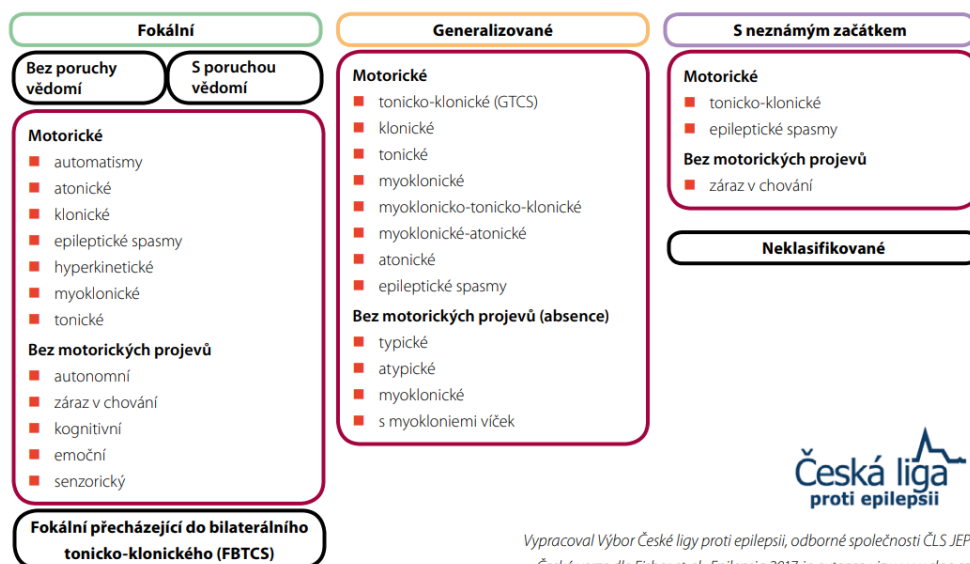 Fokální
Bez poruchy
vědomí
S poruchou
vědomí
Motorické
automatismy
atonické
klonické
epileptické spasmy
hyperkinetické
myoklonické
tonické
Bez motorických projevů
autonomní
záraz v chování
kognitivní
emoční
senzorický
Fokální přecházející do bilaterálního
tonicko-klonického (FBTCS)
Generalizované
Motorické
tonicko-klonické (GTCS)
klonické
tonické
myoklonické
myoklonicko-tonicko-klonické
myoklonické-atonické
atonické
epileptické spasmy
Bez motorických projevů (absence)
typické
atypické
myoklonické
s myokloniemi víček
S neznámým začátkem
Motorické
tonicko-klonické
epileptické spasmy
Bez motorických projevů
záraz v chování
Neklasifikované
Česká liga
proti epilepsii
Vypracoval Výbor České ligy proti epilepsii, odborné společnosti ČLS JEP